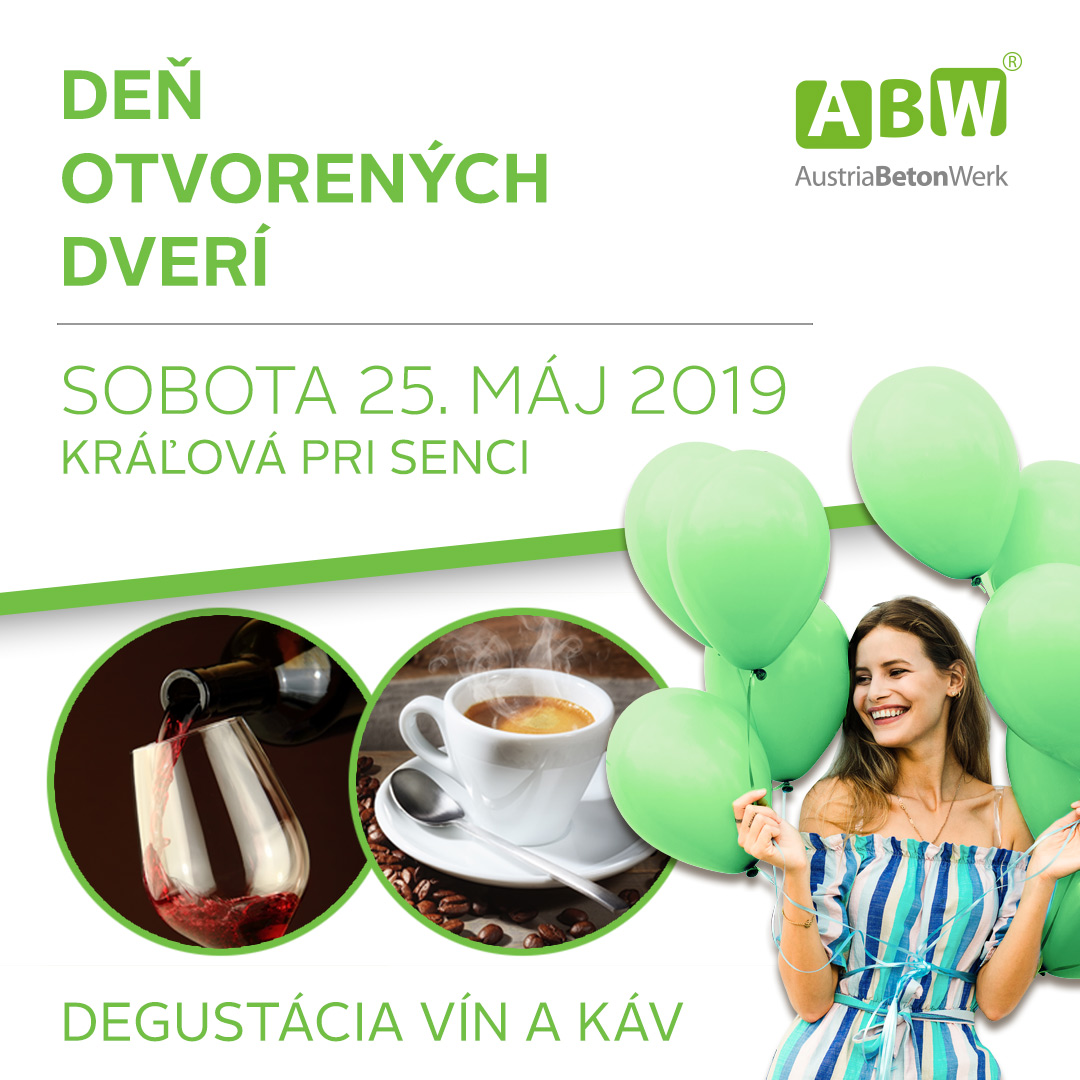 DEŇ
OTVORENÝCH
DVERÍ
ABW®
AustriaBetonWerk
SOBOTA 25. MÁJ 2019
KRÁĽOVÁ PRI SENCI
DEGUSTÁCIA VÍN A KÁV